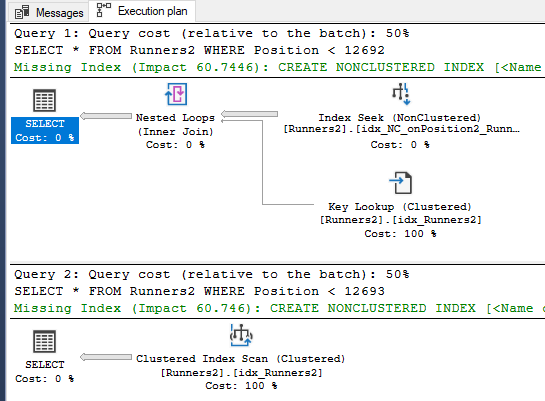 Messages Execution plan
Query 1: Query cost (relative to the batch): 50%
SELECT * FROM Runners2 WHERE Position < 12692
Missing Index (Impact 60.7446): CREATE NONCLUSTERED INDEX [<Name
SELECT
Cost: 0 %
Nested Loops
(Inner Join)
Cost: 0 %
Index Seek (NonClustered)
[Runners2].[idx_NC_onPosition2_Runn…
Cost: 0 %
Key Lookup (Clustered)
[Runners2].[idx_Runners2]
Cost: 100 %
Query 2: Query cost (relative to the batch): 50%
SELECT * FROM Runners2 WHERE Position < 12693
Missing Index (Impact 60.746): CREATE NONCLUSTERED INDEX [<Name
SELECT
Cost: 0 %
Clustered Index Scan (Clustered)
[Runners2].[idx_Runners2]
Cost: 100 %